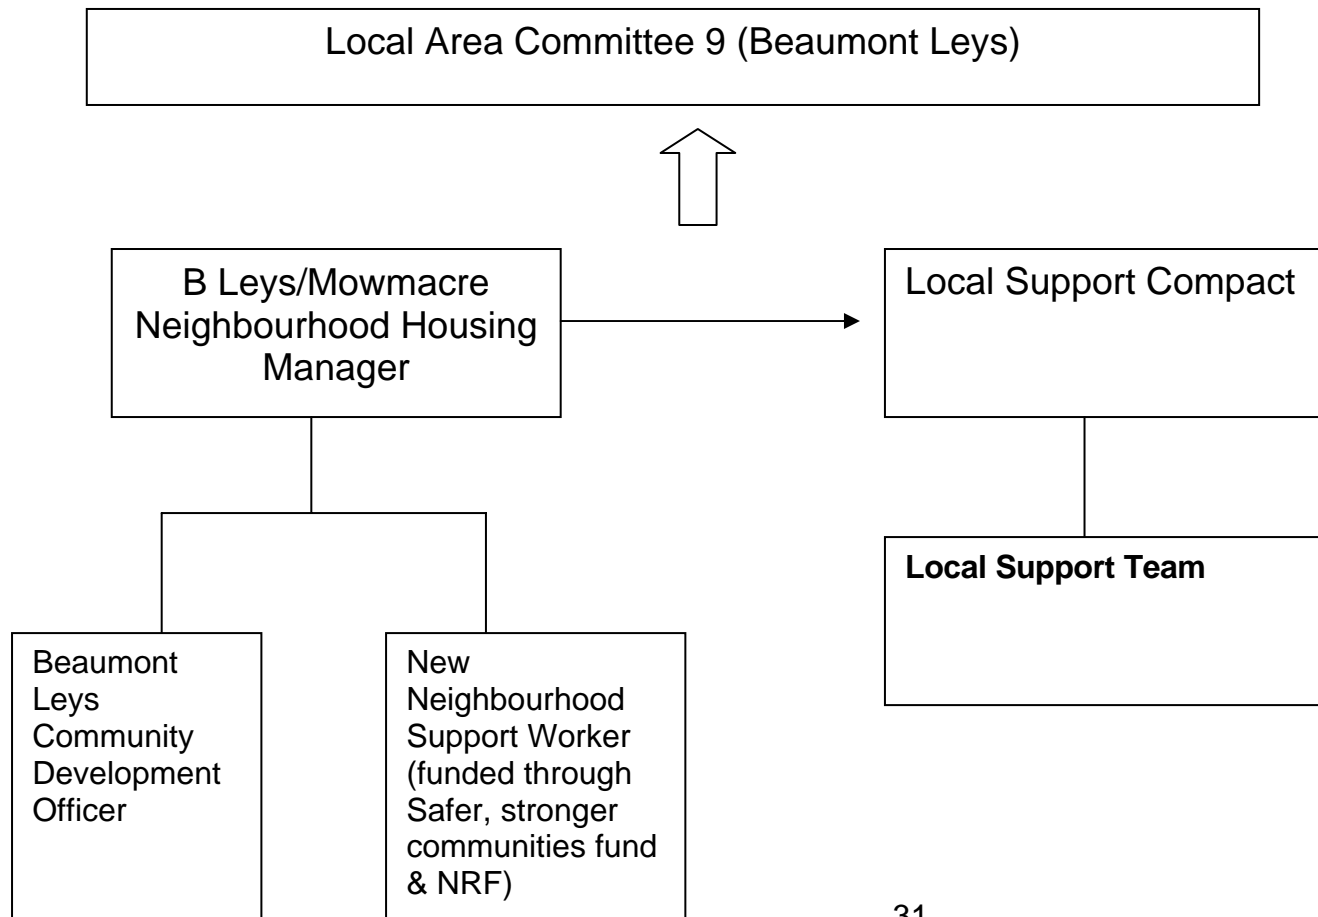 Local Area Committee 9 (Beaumont Leys)
B Leys/Mowmacre
Neighbourhood Housing
Manager
Local Support Compact
Local Support Team
Beaumont
Leys
Community
Development
Officer
New
Neighbourhood
Support Worker
(funded through
Safer, stronger
communities fund
& NRF)
31